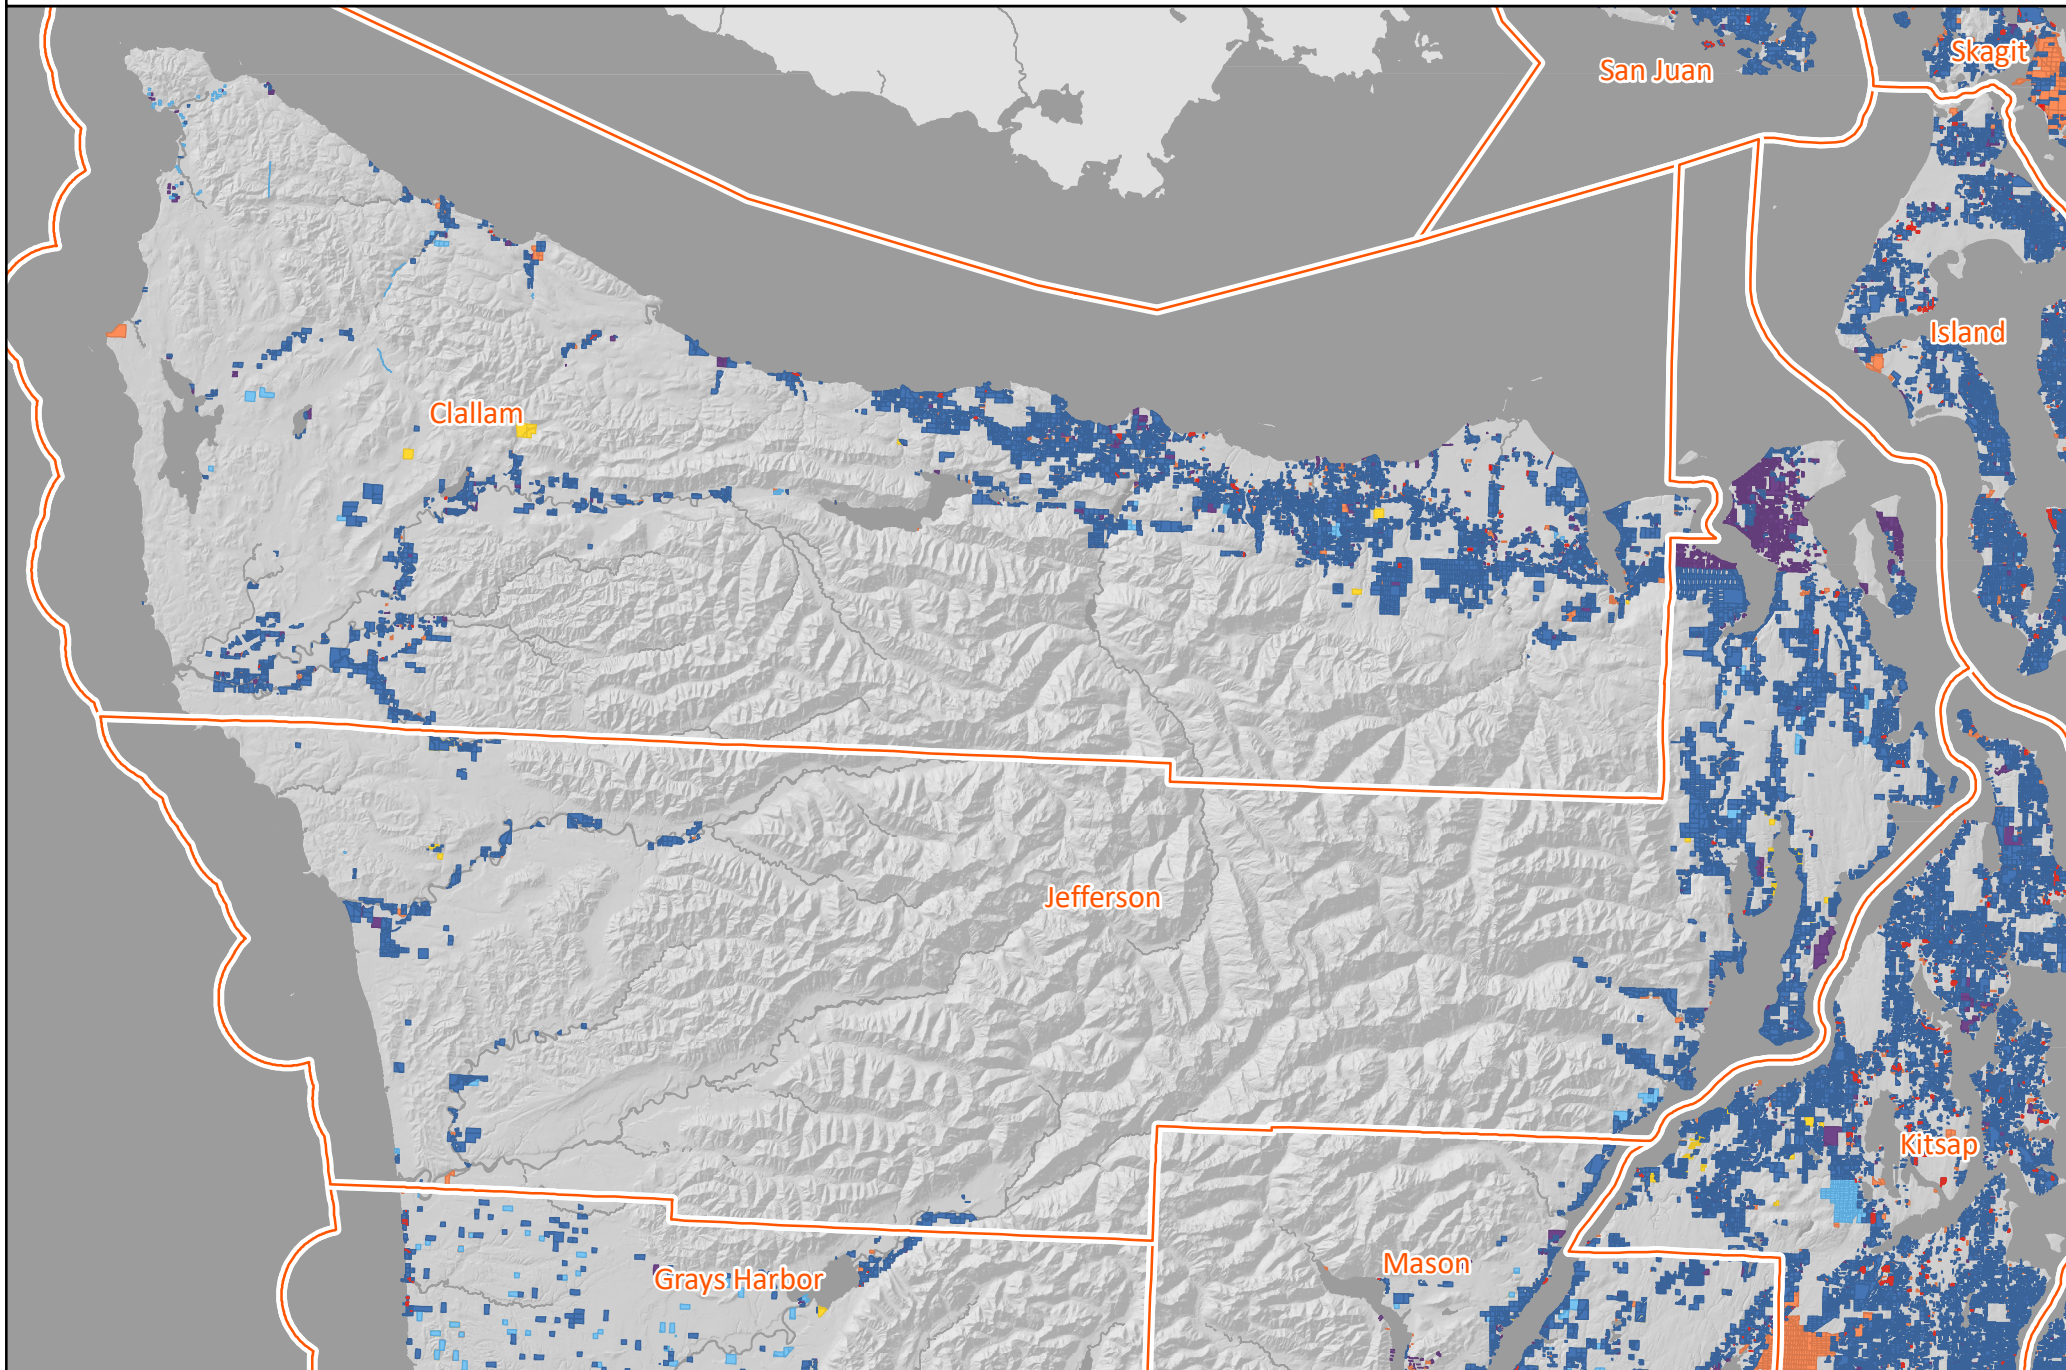 Skagit
San Juan
Island
Clallam
Jefferson
Kitsap
Mason
Grays Harbor